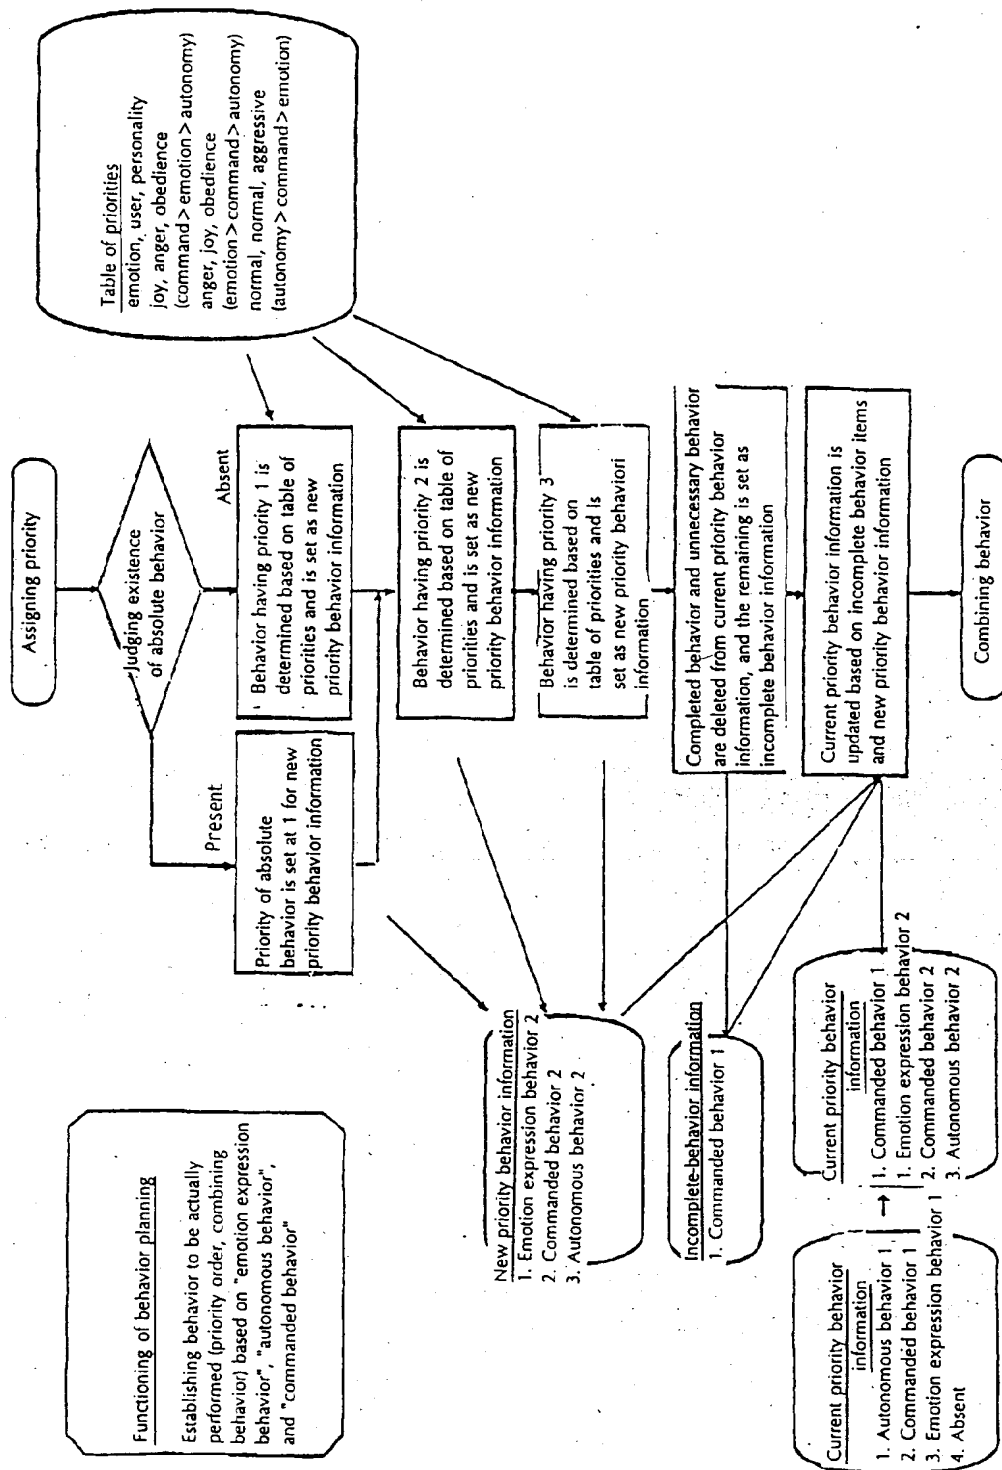 Functioning of behavior planning
Establishing behavior to be actually
performed (priority order, combining
behavior) based on "emotion expression
behavior", "autonomous behavior",
and "commanded behavior"
Assigning priority
Judging existence
of absolute behavior
Present
Absent
Priority of absolute
behavior is set at 1 for new
priority behavior information
Behavior having priority 1 is
determined based on table of
priorities and is set as new
priority behavior information
Table of priorities
emotion, user, personality
joy, anger, obedience
(command>emotion>autonomy)
anger, joy, obedience
(emotion>command>autonomy)
normal, normal, aggressive
(autonomy>command>emotion)
Behavior having priority 2 is
determined based on table of
priorities and is set as new
priority behavior information
Behavior having priority 3
is determined based on
table of priorities and is
set as new priority behaviori
information
New priority behavior information
1. Emotion expression behavior 2
2. Commanded behavior 2
3. Autonomous behavior 2
Completed behavior and unnecessary behavior
are deleted from current priority behavior
information, and the remaining is set as
incomplete behavior information
Incomplete-behavior information
1. Commanded behavior 1
Current priority behavior information is
updated based on incomplete behavior items
and new priority behavior information
Current priority behavior
information
1. Autonomous behavior 1
2. Commanded behavior 1
3. Emotion expression behavior 1
4. Absent
→
Current priority behavior
information
1. Commanded behavior 1
1. Emotion expression behavior 2
2. Commanded behavior 2
3. Autonomous behavior 2
Combining behavior